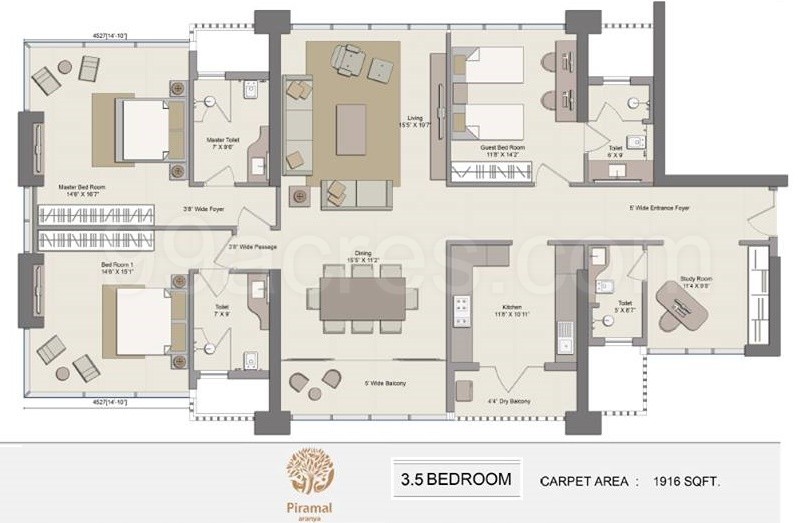 4527[14'-10"]
Master Bed Room
14'6" X 16'7"
Master Toilet
7' X 9'6"
Living
15'5" X 19'7"
Guest Bed Room
11'8" X 14'2"
Toilet
6' X 9'
3'8" Wide Foyer
5' Wide Entrance Foyer
3'8" Wide Passage
99acres.com
Bed Room 1
14'6" X 15'1"
Toilet
7' X 9'
Dining
15'5" X 11'2"
Kitchen
11'8" X 10'11"
Toilet
5' X 8'7"
Study Room
11'4 X 9'9"
5' Wide Balcony
4'4" Dry Balcony
4527[14'-10"]
Piramal
aranya
3.5 BEDROOM
CARPET AREA : 1916 SQFT.